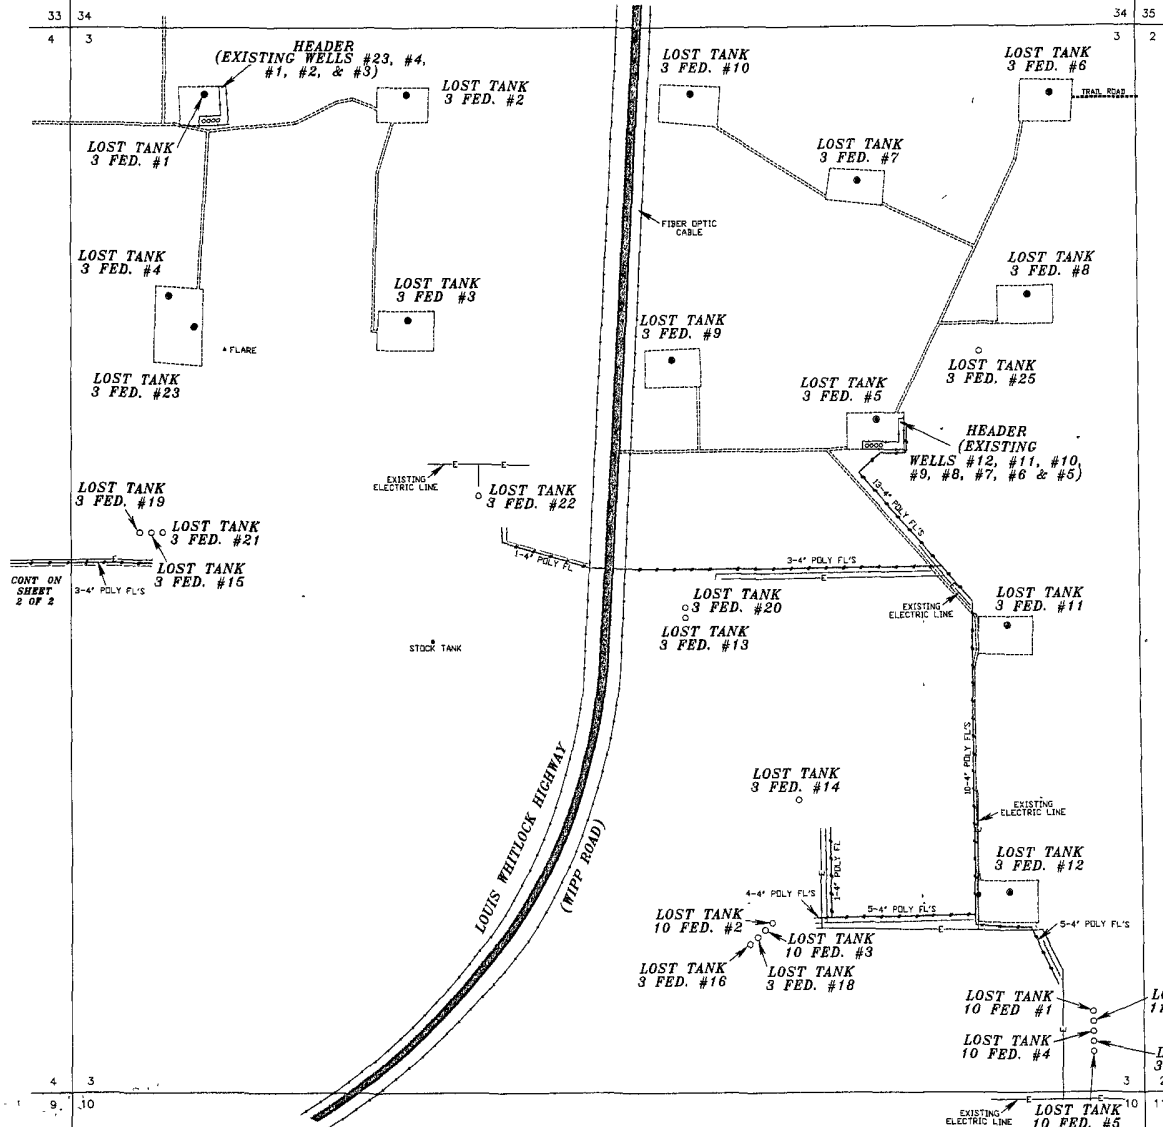 33 34
4 3
34 35
3 2
HEADER
(EXISTING WELLS #23, #4,
#1, #2, & #3)
LOST TANK
3 FED. #2
LOST TANK
3 FED. #10
LOST TANK
3 FED. #6
TRAIL ROAD
LOST TANK
3 FED. #1
LOST TANK
3 FED. #7
FIBER OPTIC
CABLE
LOST TANK
3 FED. #4
LOST TANK
3 FED #3
LOST TANK
3 FED. #8
FLARE
LOST TANK
3 FED. #9
LOST TANK
3 FED. #25
LOST TANK
3 FED. #23
LOST TANK
3 FED. #5
HEADER
(EXISTING
WELLS #12, #11, #10,
#9, #8, #7, #6 & #5)
E E
EXISTING
ELECTRIC LINE
LOST TANK
3 FED. #22
13-4" POLY FL'S
LOST TANK
3 FED. #19
LOST TANK
3 FED. #21
LOST TANK
3 FED. #15
E
CONT ON
SHEET
2 OF 2
3-4" POLY FL'S
1-4" POLY FL
3-4" POLY FL'S
E
E
EXISTING
ELECTRIC LINE
LOST TANK
3 FED. #20
LOST TANK
3 FED. #13
LOST TANK
3 FED. #11
STOCK TANK
LOUIS WHITLOCK HIGHWAY
(WIPP ROAD)
LOST TANK
3 FED. #14
10-4" POLY FL'S
EXISTING
ELECTRIC LINE
E
1-4" POLY FL
LOST TANK
3 FED. #12
4-4" POLY FL'S
5-4" POLY FL'S
E
5-4" POLY FL'S
LOST TANK
10 FED. #2
LOST TANK
10 FED. #3
LOST TANK
3 FED. #16
LOST TANK
3 FED. #18
LOST TANK
10 FED #1
LO
11
LOST TANK
10 FED. #4
E
L
3
4 3
9 10
3 2
10 11
E E
EXISTING
ELECTRIC LINE
LOST TANK
10 FED. #5